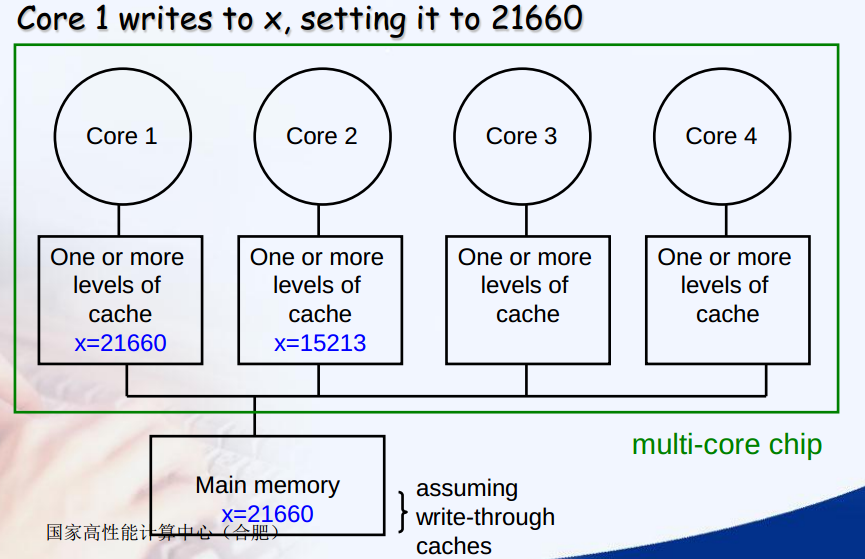 Core 1 writes to x, setting it to 21660
Core 1
Core 2
Core 3
Core 4
One or more
levels of
cache
x=21660
One or more
levels of
cache
x=15213
One or more
levels of
cache
One or more
levels of
cache
multi-core chip
Main memory
x=21660
assuming
write-through
caches
国家高性能计算中心（合肥）